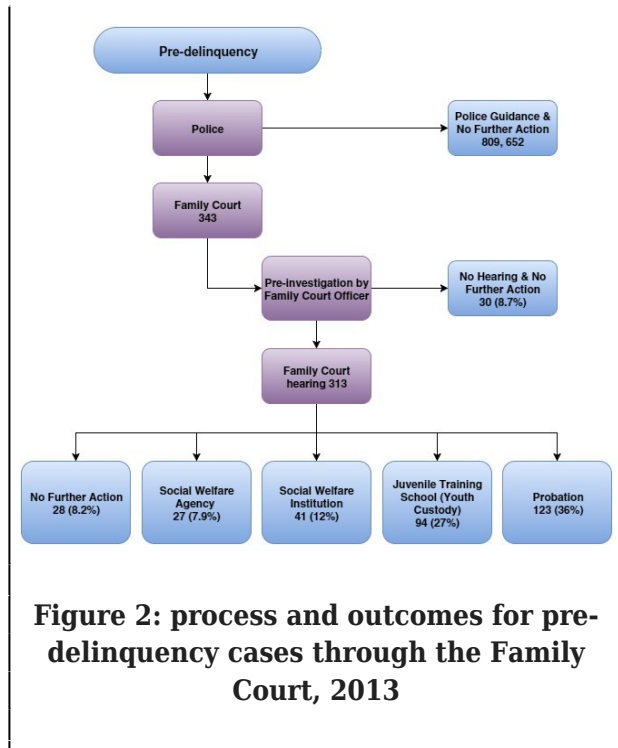 Pre-delinquency
Police
Police Guidance &
No Further Action
809, 652
Family Court
343
Pre-investigation by
Family Court Officer
No Hearing & No
Further Action
30 (8.7%)
Family Court
hearing 313
No Further Action
28 (8.2%)
Social Welfare
Agency
27 (7.9%)
Social Welfare
Institution
41 (12%)
Juvenile Training
School (Youth
Custody)
94 (27%)
Probation
123 (36%)
Figure 2: process and outcomes for pre-
delinquency cases through the Family
Court, 2013